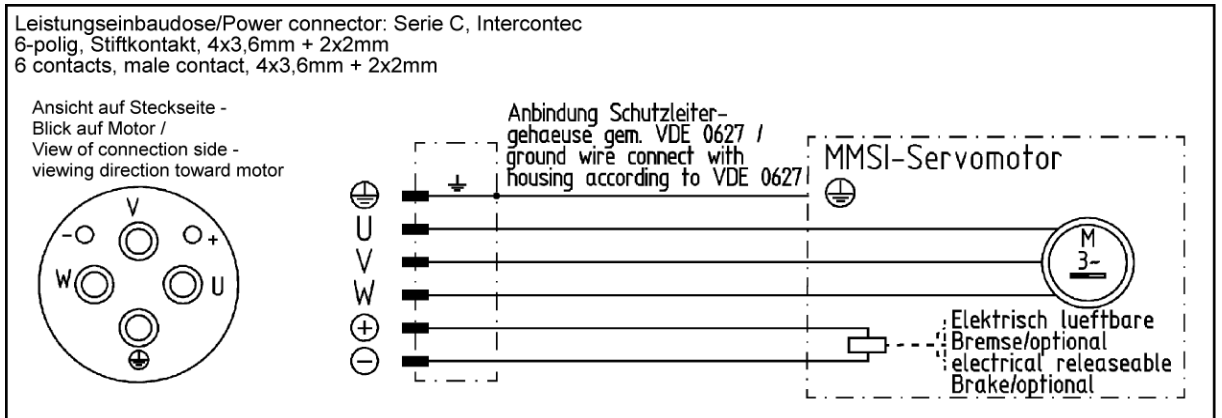 Leistungseinbaudose/Power connector: Serie C, Intercontec
6-polig, Stiftkontakt, 4x3,6mm + 2x2mm
6 contacts, male contact, 4x3,6mm + 2x2mm
Ansicht auf Steckseite -
Blick auf Motor /
View of connection side -
viewing direction toward motor
V
- +
W U
Anbindung Schutzleiter-
gehaeuse gem. VDE 0627 /
ground wire connect with
housing according to VDE 0627
U
V
W
+
-
MMSI-Servomotor
M
3~
Elektrisch lueftbare
Bremse/optional
electrical releaseable
Brake/optional